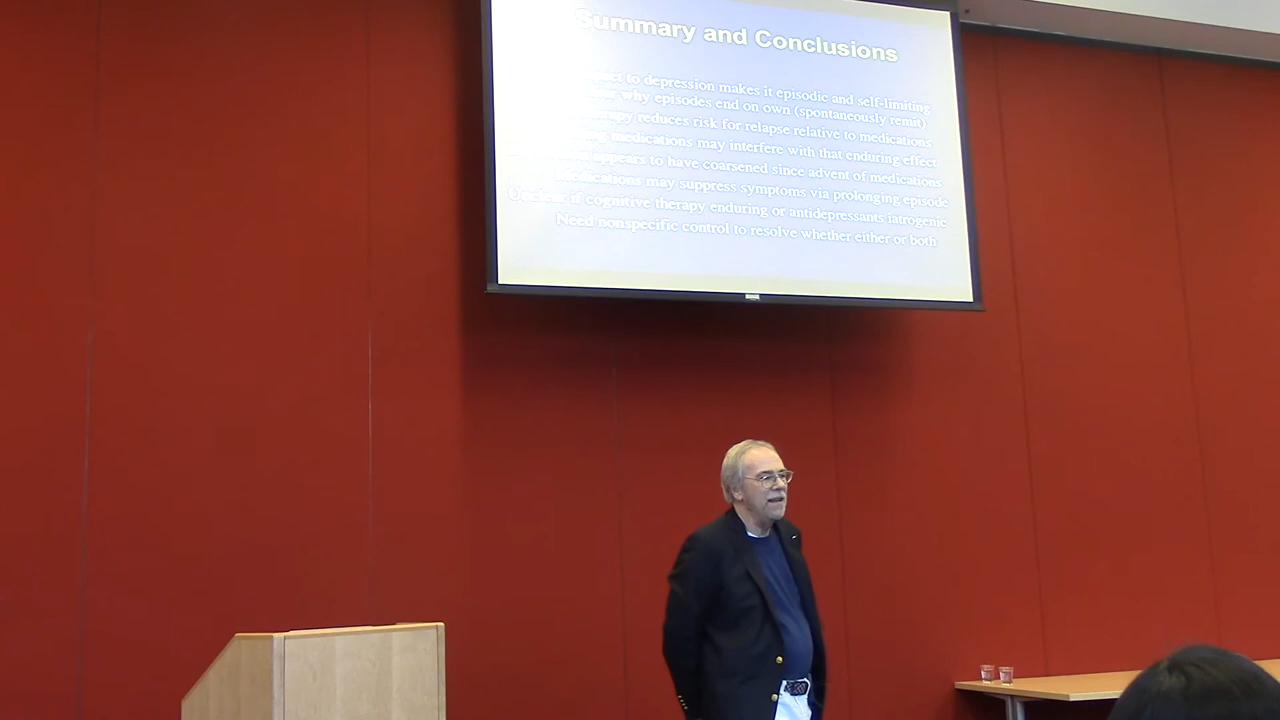 Summary and Conclusions
to depression makes it episodic and self-limiting
why episodes end on own (spontaneously remit)
reduces risk for relapse relative to medications
medications may interfere with that enduring effect
appears to have coarsened since advent of medications
medications may suppress symptoms via prolonging episode
Unclear if cognitive therapy enduring or antidepressants iatrogenic
Need nonspecific control to resolve whether either or both